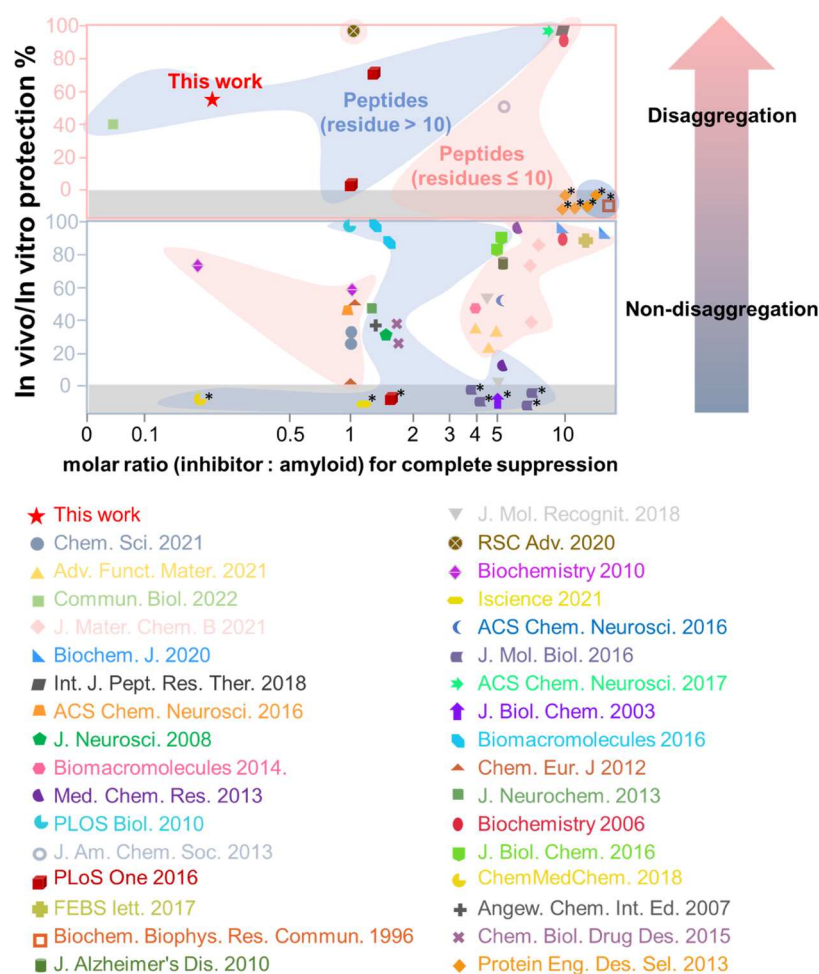 In vivo/In vitro protection %
100
80
60
40
20
0
This work
Peptides
(residue > 10)
Peptides
(residues ≤ 10)
* * * * * *
Disaggregation
100
80
60
40
20
0
* * * * * * * *
Non-disaggregation
0 0.1 0.5 1 2 3 4 5 10
molar ratio (inhibitor : amyloid) for complete suppression
This work
Chem. Sci. 2021
Adv. Funct. Mater. 2021
Commun. Biol. 2022
J. Mater. Chem. B 2021
Biochem. J. 2020
Int. J. Pept. Res. Ther. 2018
ACS Chem. Neurosci. 2016
J. Neurosci. 2008
Biomacromolecules 2014.
Med. Chem. Res. 2013
PLOS Biol. 2010
J. Am. Chem. Soc. 2013
PLoS One 2016
FEBS lett. 2017
Biochem. Biophys. Res. Commun. 1996
J. Alzheimer's Dis. 2010
J. Mol. Recognit. 2018
RSC Adv. 2020
Biochemistry 2010
Iscience 2021
ACS Chem. Neurosci. 2016
J. Mol. Biol. 2016
ACS Chem. Neurosci. 2017
J. Biol. Chem. 2003
Biomacromolecules 2016
Chem. Eur. J 2012
J. Neurochem. 2013
Biochemistry 2006
J. Biol. Chem. 2016
ChemMedChem. 2018
Angew. Chem. Int. Ed. 2007
Chem. Biol. Drug Des. 2015
Protein Eng. Des. Sel. 2013